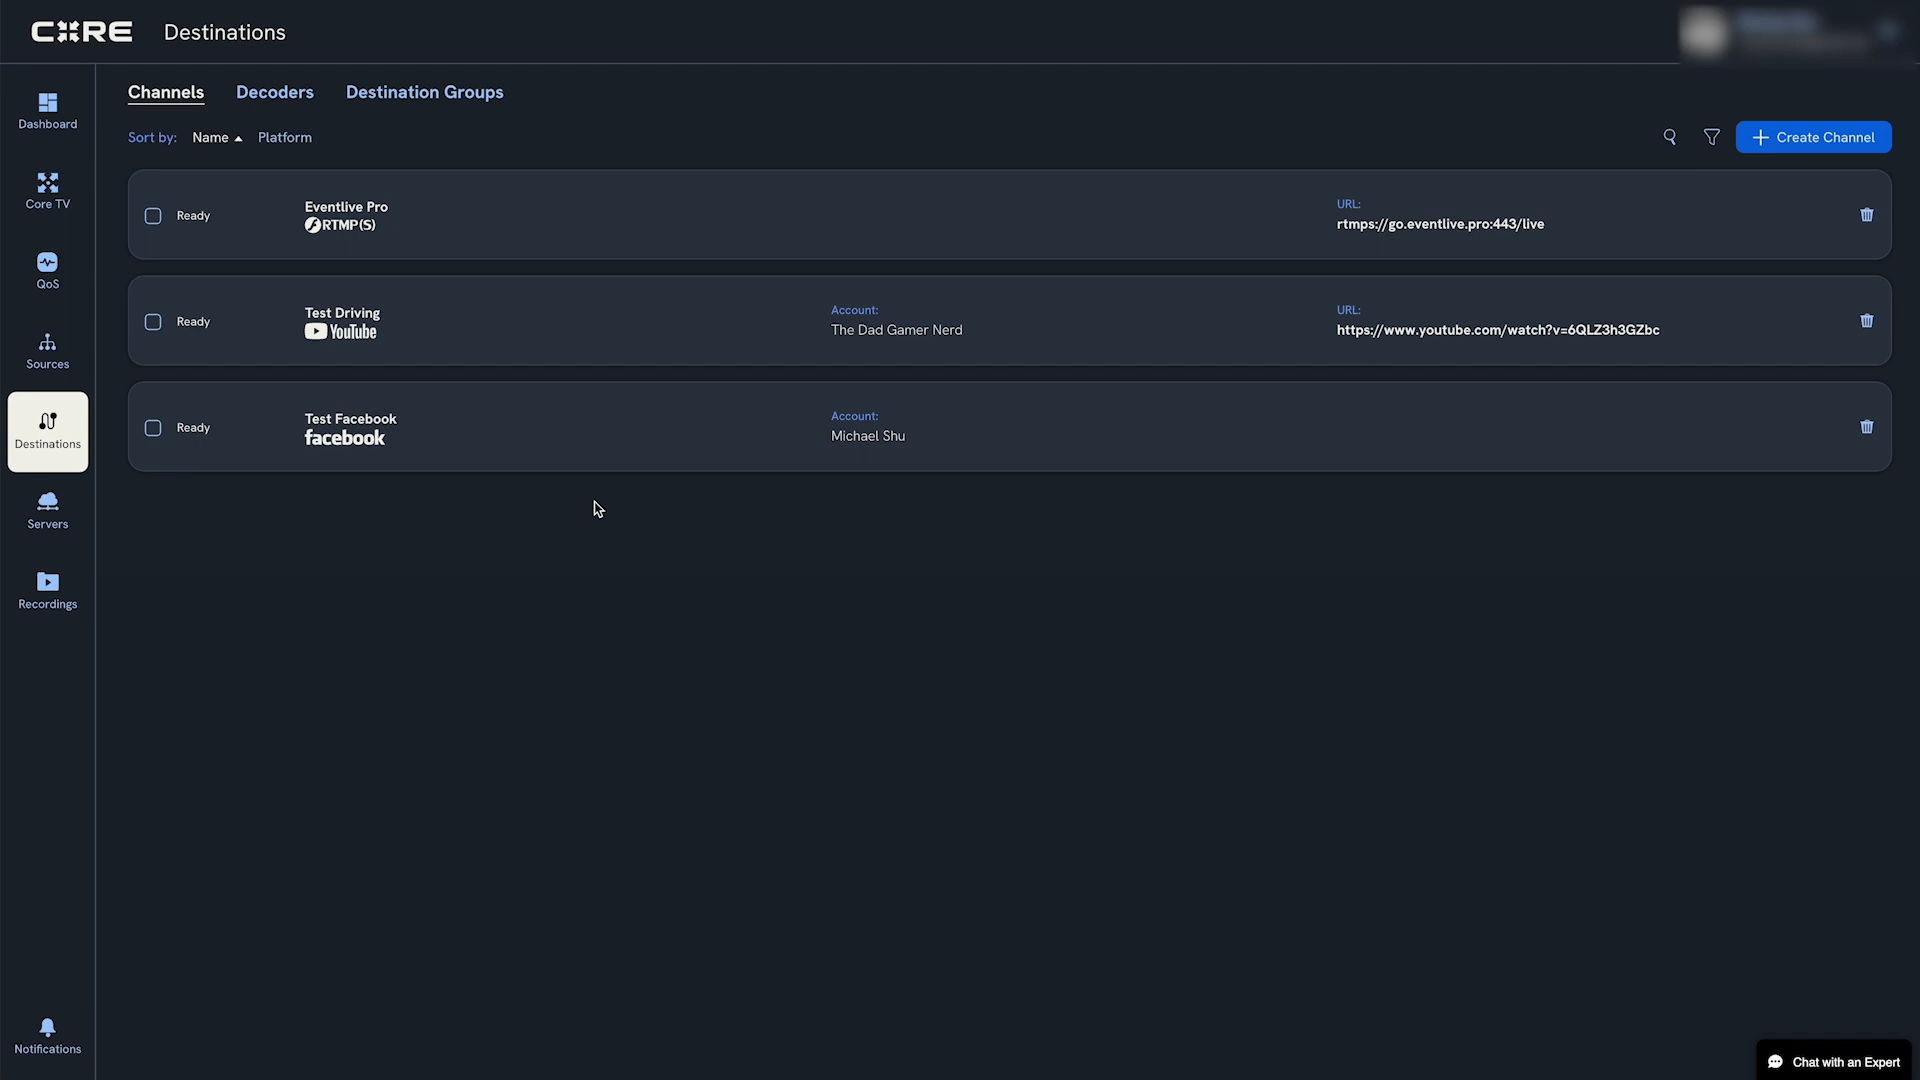 CORE Destinations
Dashboard
Core TV
QoS
Sources
Destinations
Servers
Recordings
Notifications
Channels Decoders Destination Groups
Sort by: Name Platform
Create Channel
Ready
Eventlive Pro
RTMP(S)
URL:
rtmps://go.eventlive.pro:443/live
Ready
Test Driving
YouTube
Account:
The Dad Gamer Nerd
URL:
https://www.youtube.com/watch?v=6QLZ3h3GZbc
Ready
Test Facebook
facebook
Account:
Michael Shu
Chat with an Expert